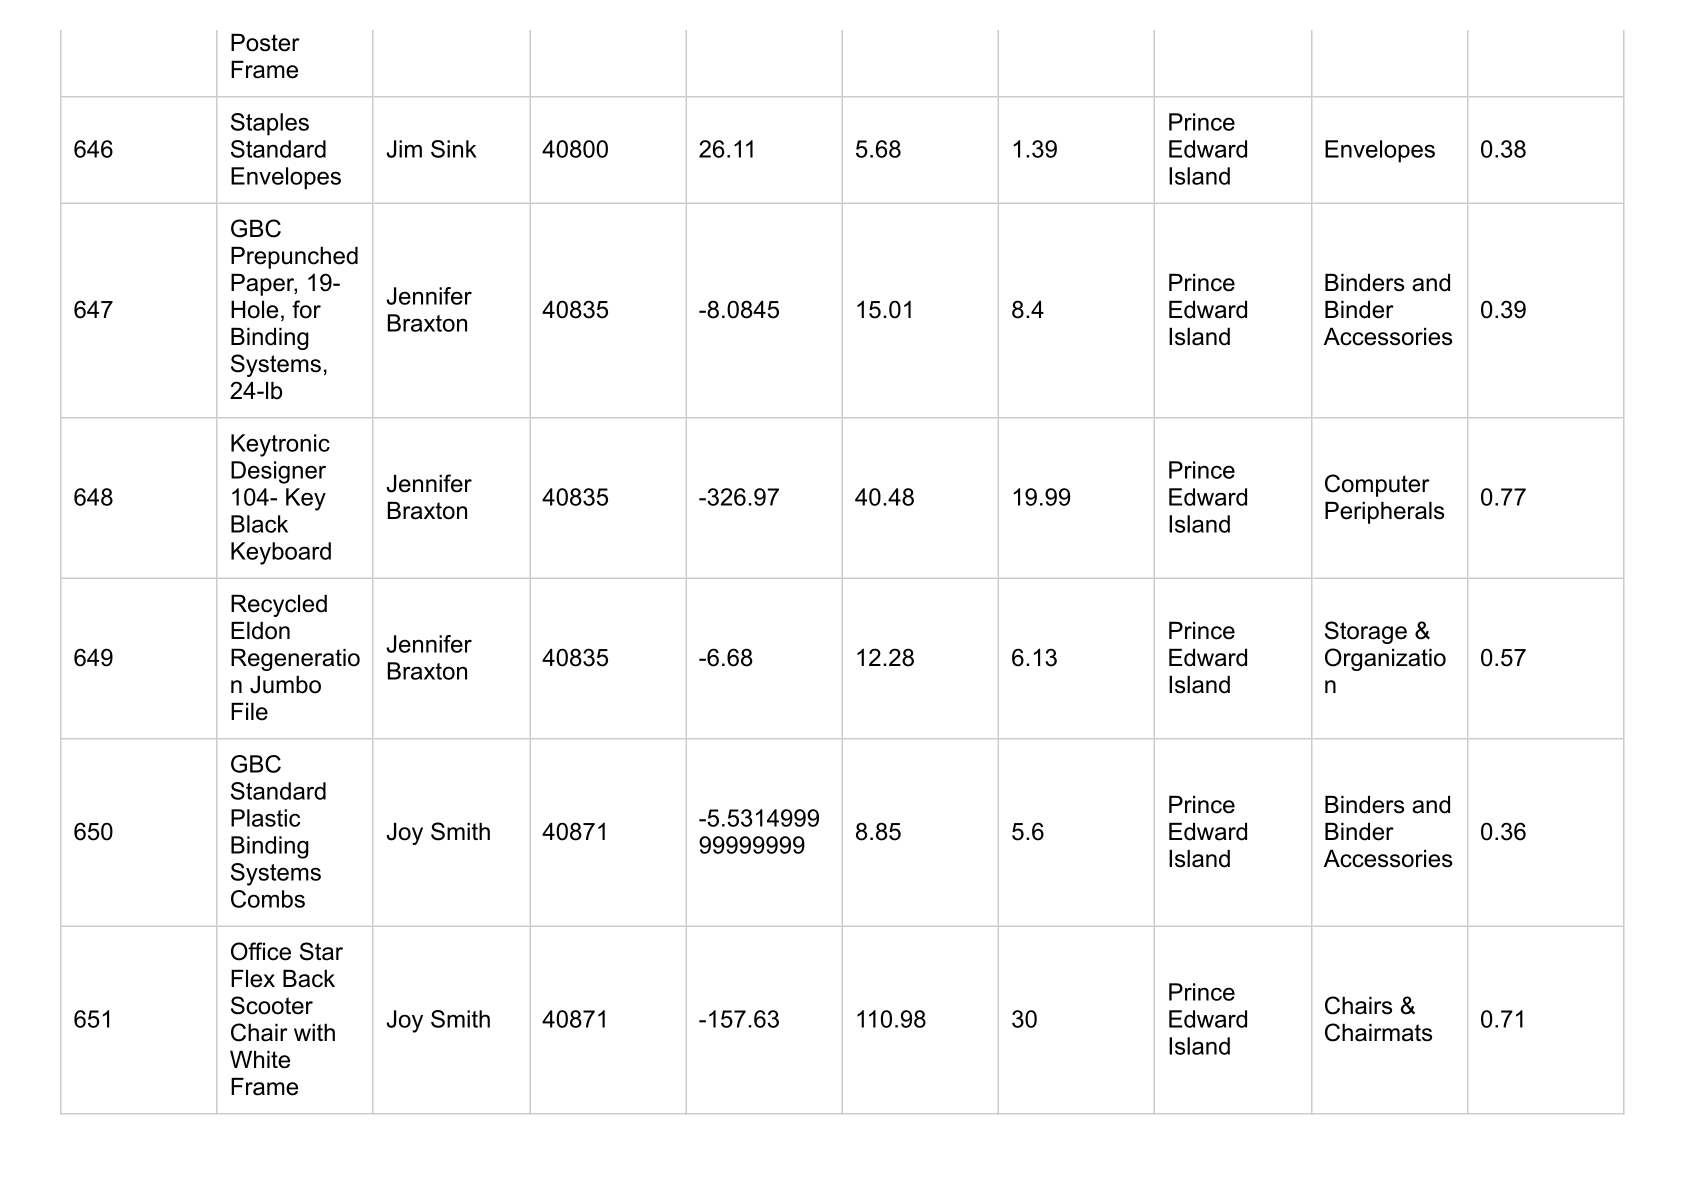 Poster
Frame
646
Staples
Standard
Envelopes
Jim Sink
40800
26.11
5.68
1.39
Prince
Edward
Island
Envelopes
0.38
647
GBC
Prepunched
Paper, 19-
Hole, for
Binding
Systems,
24-lb
Jennifer
Braxton
40835
-8.0845
15.01
8.4
Prince
Edward
Island
Binders and
Binder
Accessories
0.39
648
Keytronic
Designer
104- Key
Black
Keyboard
Jennifer
Braxton
40835
-326.97
40.48
19.99
Prince
Edward
Island
Computer
Peripherals
0.77
649
Recycled
Eldon
Regeneratio
n Jumbo
File
Jennifer
Braxton
40835
-6.68
12.28
6.13
Prince
Edward
Island
Storage &
Organizatio
n
0.57
650
GBC
Standard
Plastic
Binding
Systems
Combs
Joy Smith
40871
-5.5314999
99999999
8.85
5.6
Prince
Edward
Island
Binders and
Binder
Accessories
0.36
651
Office Star
Flex Back
Scooter
Chair with
White
Frame
Joy Smith
40871
-157.63
110.98
30
Prince
Edward
Island
Chairs &
Chairmats
0.71